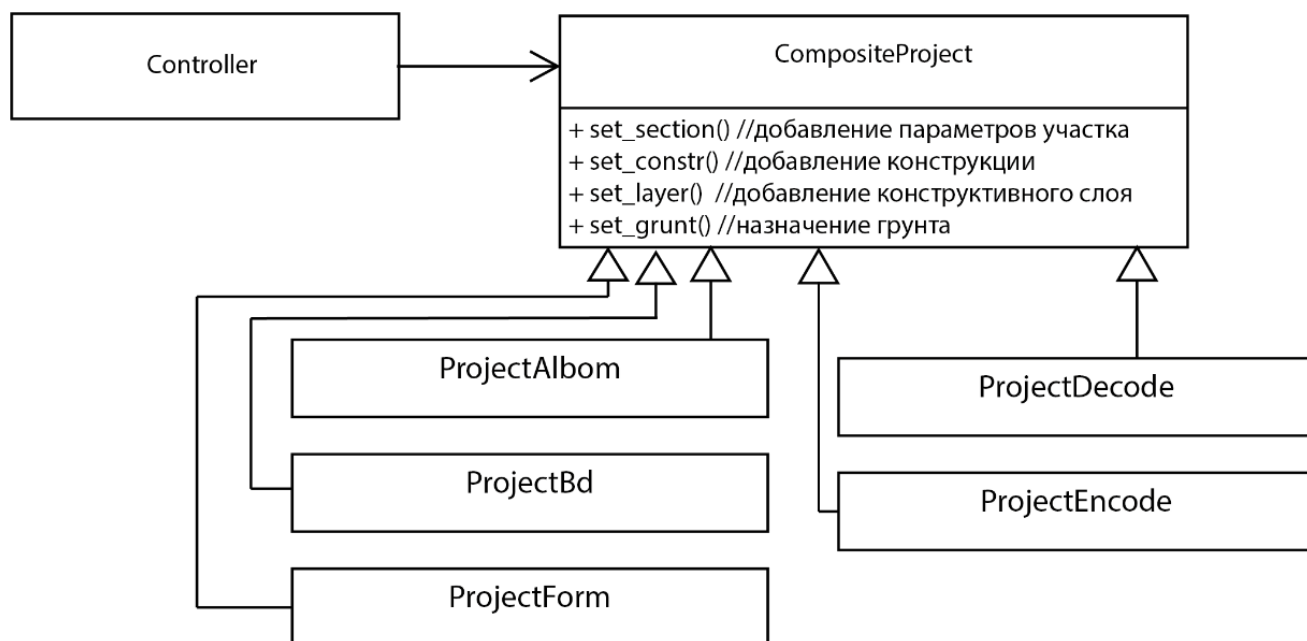 Controller
CompositeProject
+ set_section() //добавление параметров участка
+ set_constr() //добавление конструкции
+ set_layer() //добавление конструктивного слоя
+ set_grunt() //назначение грунта
ProjectAlbom
ProjectDecode
ProjectBd
ProjectEncode
ProjectForm